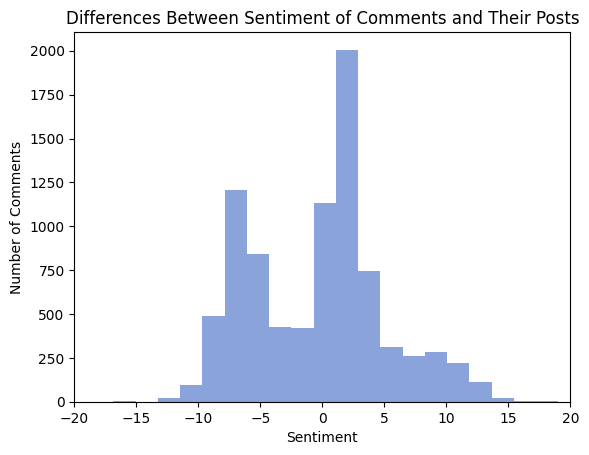 Differences Between Sentiment of Comments and Their Posts
2000
1750
1500
1250
1000
750
500
250
0
Number of Comments
−20 −15 −10 −5 0 5 10 15 20
Sentiment